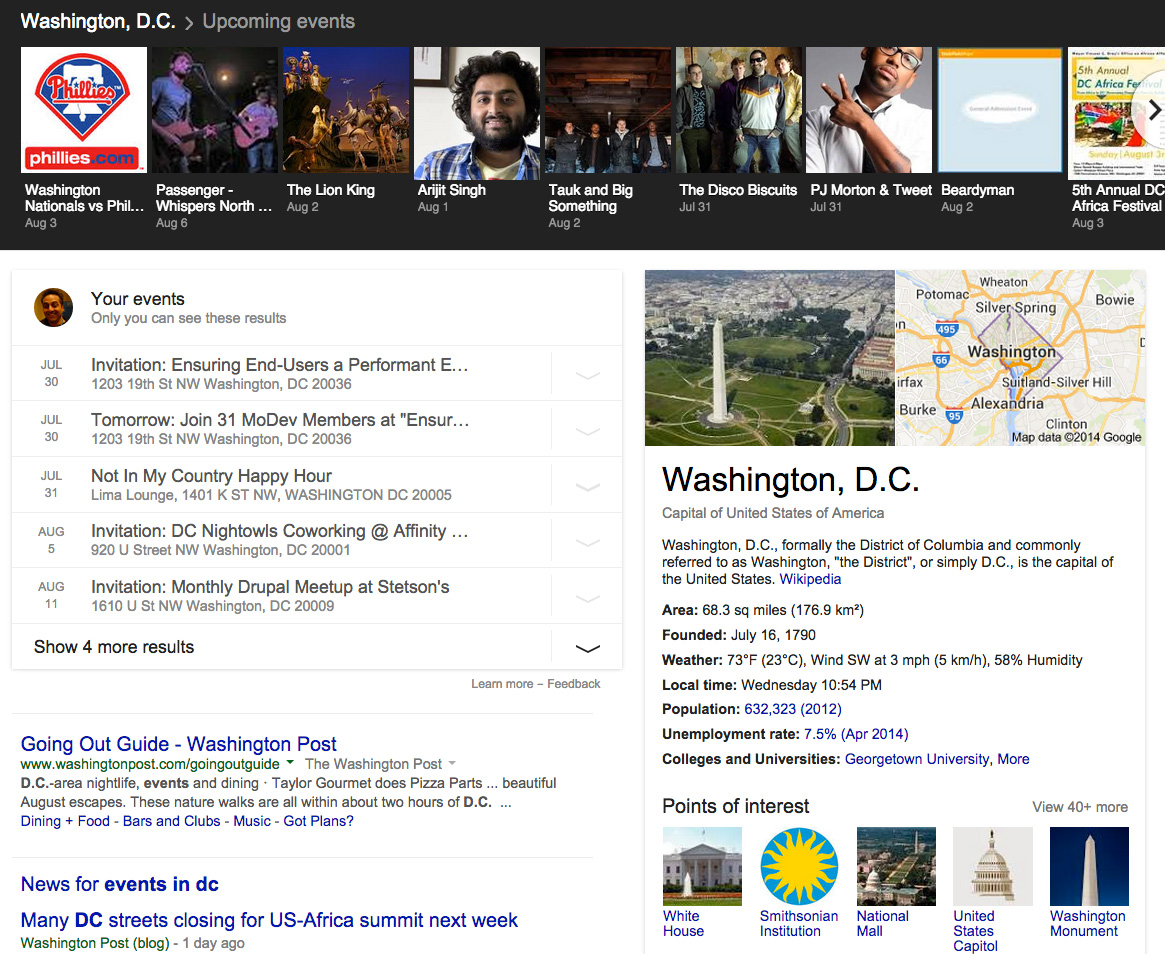 Washington, D.C. > Upcoming events
Phillies
phillies.com
Washington
Nationals vs Phil...
Aug 3
Passenger -
Whispers North ...
Aug 6
The Lion King
Aug 2
Arijit Singh
Aug 1
Tauk and Big
Something
Aug 2
The Disco Biscuits
Jul 31
PJ Morton & Tweet
Jul 31
General Admission Event
Beardyman
Aug 2
5th Annual
DC Africa Festival
Sunday, August 3r
5th Annual DC
Africa Festival
Aug 3
Your events
Only you can see these results
JUL
30
Invitation: Ensuring End-Users a Performant E...
1203 19th St NW Washington, DC 20036
JUL
30
Tomorrow: Join 31 MoDev Members at "Ensur...
1203 19th St NW Washington, DC 20036
JUL
31
Not In My Country Happy Hour
Lima Lounge, 1401 K ST NW, WASHINGTON DC 20005
AUG
5
Invitation: DC Nightowls Coworking @ Affinity ...
920 U Street NW Washington, DC 20001
AUG
11
Invitation: Monthly Drupal Meetup at Stetson's
1610 U St NW Washington, DC 20009
Show 4 more results
Learn more – Feedback
Going Out Guide - Washington Post
www.washingtonpost.com/goingoutguide The Washington Post
D.C.-area nightlife, events and dining · Taylor Gourmet does Pizza Parts ... beautiful
August escapes. These nature walks are all within about two hours of D.C. ...
Dining + Food - Bars and Clubs - Music - Got Plans?
News for events in dc
Many DC streets closing for US-Africa summit next week
Washington Post (blog) - 1 day ago
Wheaton
Potomac
Silver Spring
Bowie
495
66
Washington
irfax
Suitland-Silver Hill
Burke
95
Alexandria
Clinton
Map data ©2014 Google
Washington, D.C.
Capital of United States of America
Washington, D.C., formally the District of Columbia and commonly
referred to as Washington, "the District", or simply D.C., is the capital of
the United States. Wikipedia
Area: 68.3 sq miles (176.9 km²)
Founded: July 16, 1790
Weather: 73°F (23°C), Wind SW at 3 mph (5 km/h), 58% Humidity
Local time: Wednesday 10:54 PM
Population: 632,323 (2012)
Unemployment rate: 7.5% (Apr 2014)
Colleges and Universities: Georgetown University, More
Points of interest
View 40+ more
White
House
Smithsonian
Institution
National
Mall
United
States
Capitol
Washington
Monument